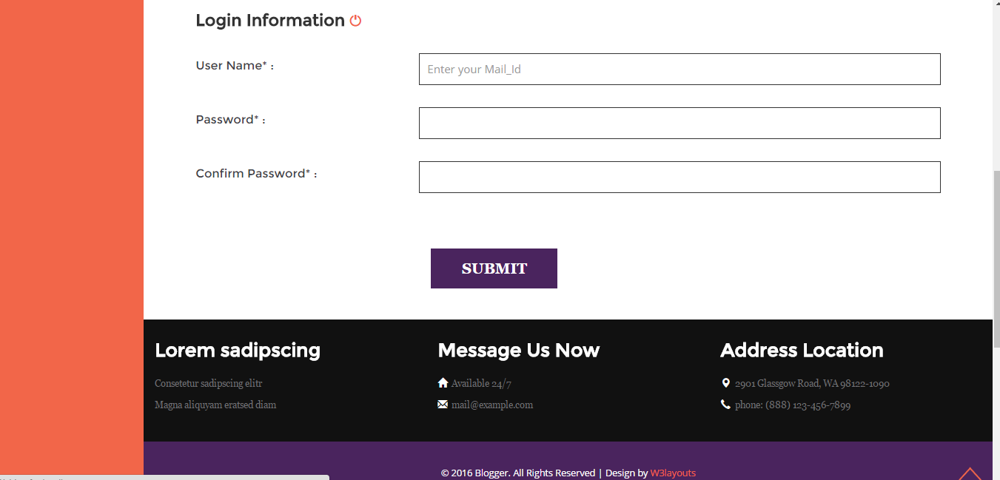 Login Information
User Name* :
Enter your Mail_Id
Password* :
Confirm Password* :
SUBMIT
Lorem sadipscing
Consetetur sadipscing elitr
Magna aliquyam eratsed diam
Message Us Now
Available 24/7
mail@example.com
Address Location
2901 Glassgow Road, WA 98122-1090
phone: (888) 123-456-7899
© 2016 Blogger. All Rights Reserved | Design by W3layouts